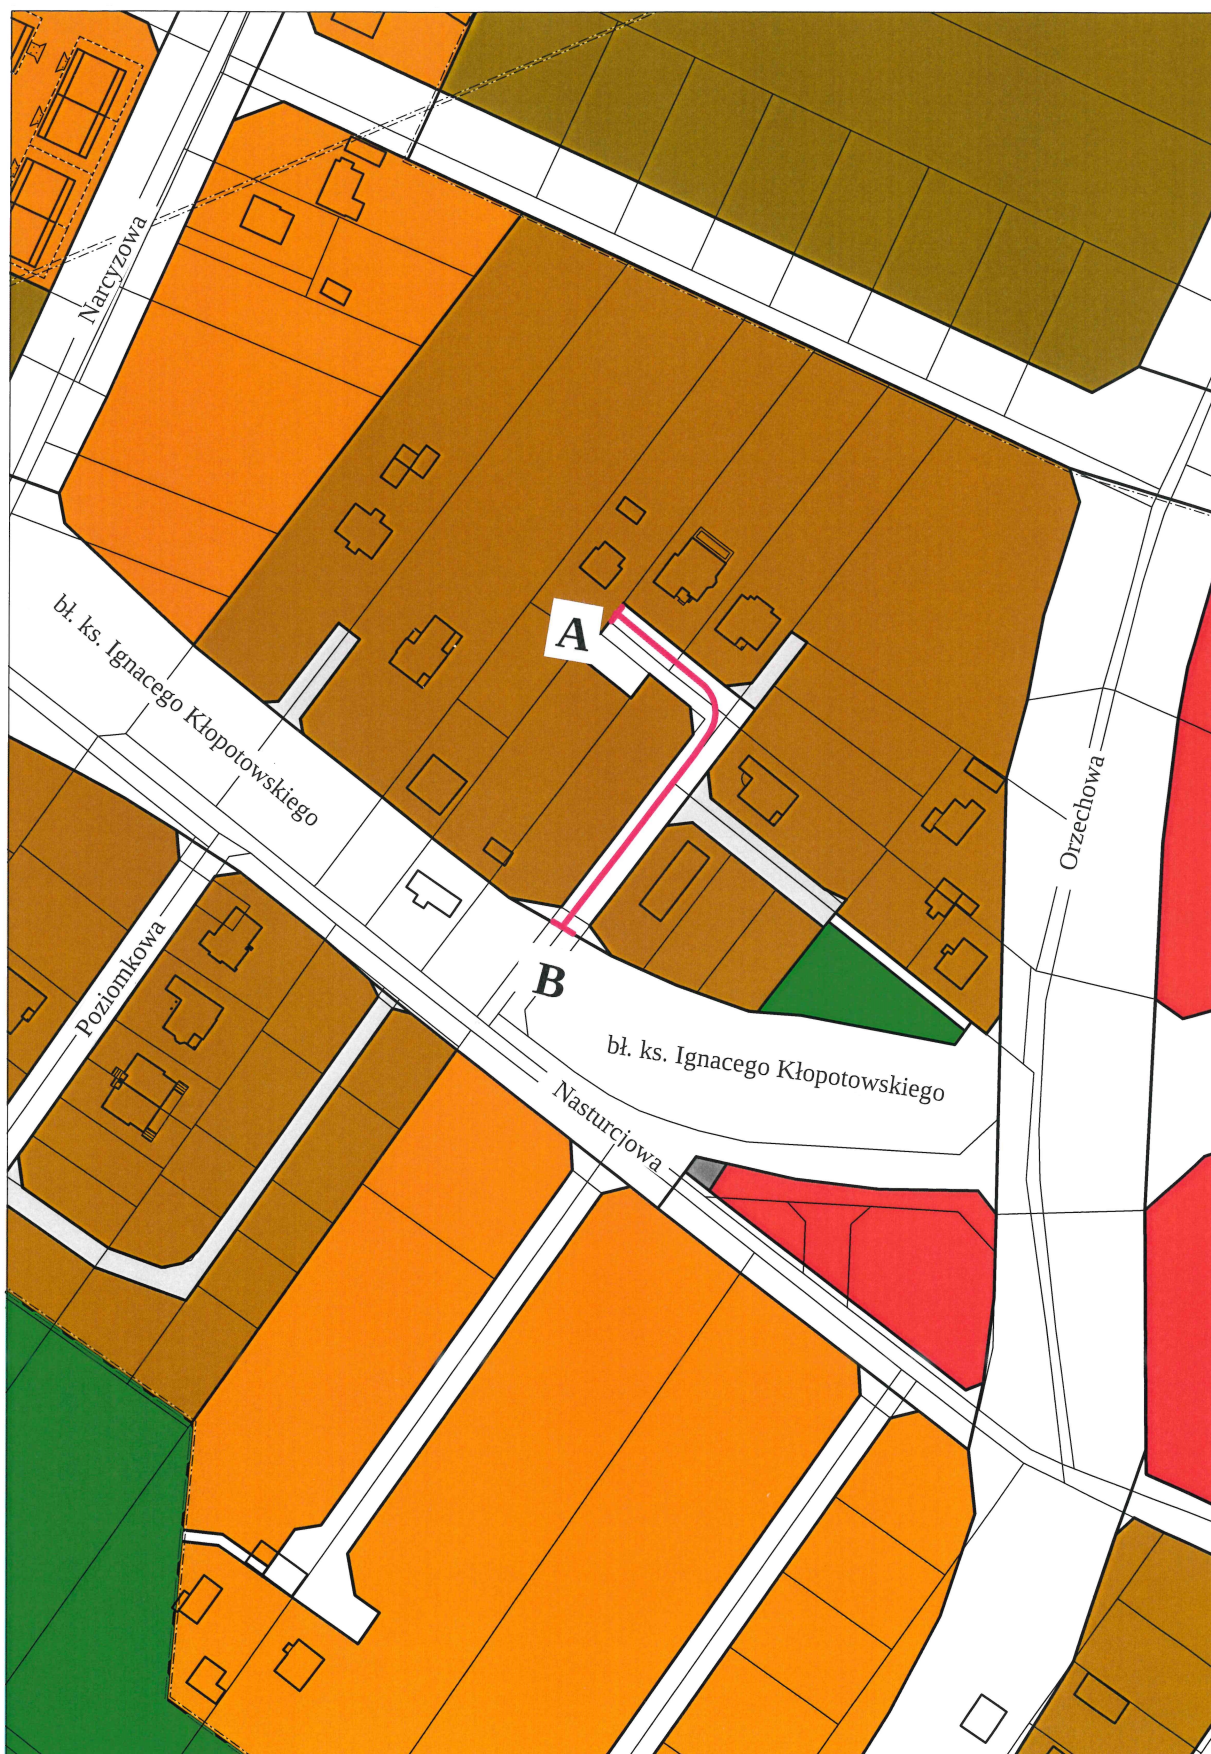 Narcyzowa
bł. ks. Ignacego Kłopotowskiego
A
Orzechowa
Poziomkowa
B
bł. ks. Ignacego Kłopotowskiego
Nasturcjowa